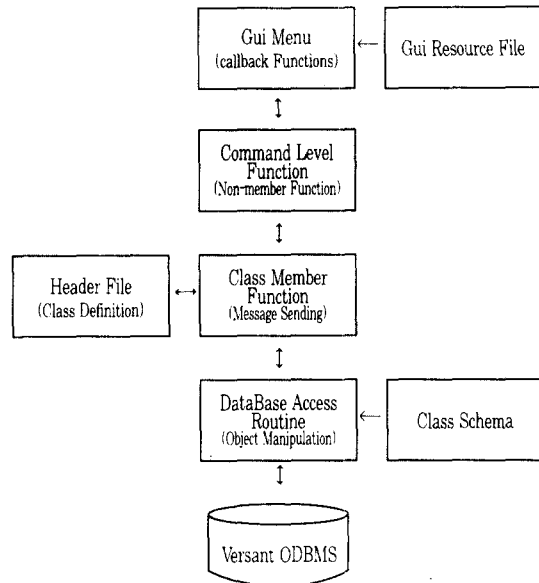 Gui Menu
(callback Functions)
Gui Resource File
Command Level
Function
(Non-member Function)
Header File
(Class Definition)
Class Member
Function
(Message Sending)
DataBase Access
Routine
(Object Manipulation)
Class Schema
Versant ODBMS